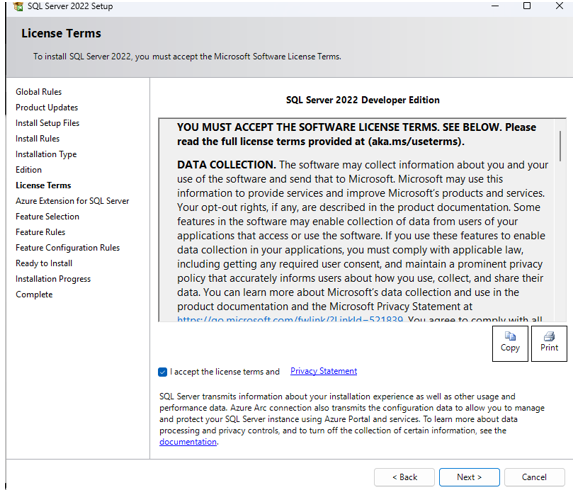 SQL Server 2022 Setup
License Terms
To install SQL Server 2022, you must accept the Microsoft Software License Terms.
Global Rules
Product Updates
Install Setup Files
Install Rules
Installation Type
Edition
License Terms
Azure Extension for SQL Server
Feature Selection
Feature Rules
Feature Configuration Rules
Ready to Install
Installation Progress
Complete
SQL Server 2022 Developer Edition
YOU MUST ACCEPT THE SOFTWARE LICENSE TERMS. SEE BELOW. Please
read the full license terms provided at (aka.ms/useterms).
DATA COLLECTION. The software may collect information about you and your
use of the software and send that to Microsoft. Microsoft may use this
information to provide services and improve Microsoft's products and services.
Your opt-out rights, if any, are described in the product documentation. Some
features in the software may enable collection of data from users of your
applications that access or use the software. If you use these features to enable
data collection in your applications, you must comply with applicable law,
including getting any required user consent, and maintain a prominent privacy
policy that accurately informs users about how you use, collect, and share their
data. You can learn more about Microsoft's data collection and use in the
product documentation and the Microsoft Privacy Statement at
https://go.microsoft.com/fwlink/?LinkId=521839. You agree to comply with all
Copy
Print
I accept the license terms and Privacy Statement
SQL Server transmits information about your installation experience as well as other usage and
performance data. Azure Arc connection also transmits the configuration data to allow you to manage
and protect your SQL Server instance using Azure Portal and services. To learn more about data
processing and privacy controls, and to turn off the collection of certain information, see the
documentation.
< Back
Next >
Cancel